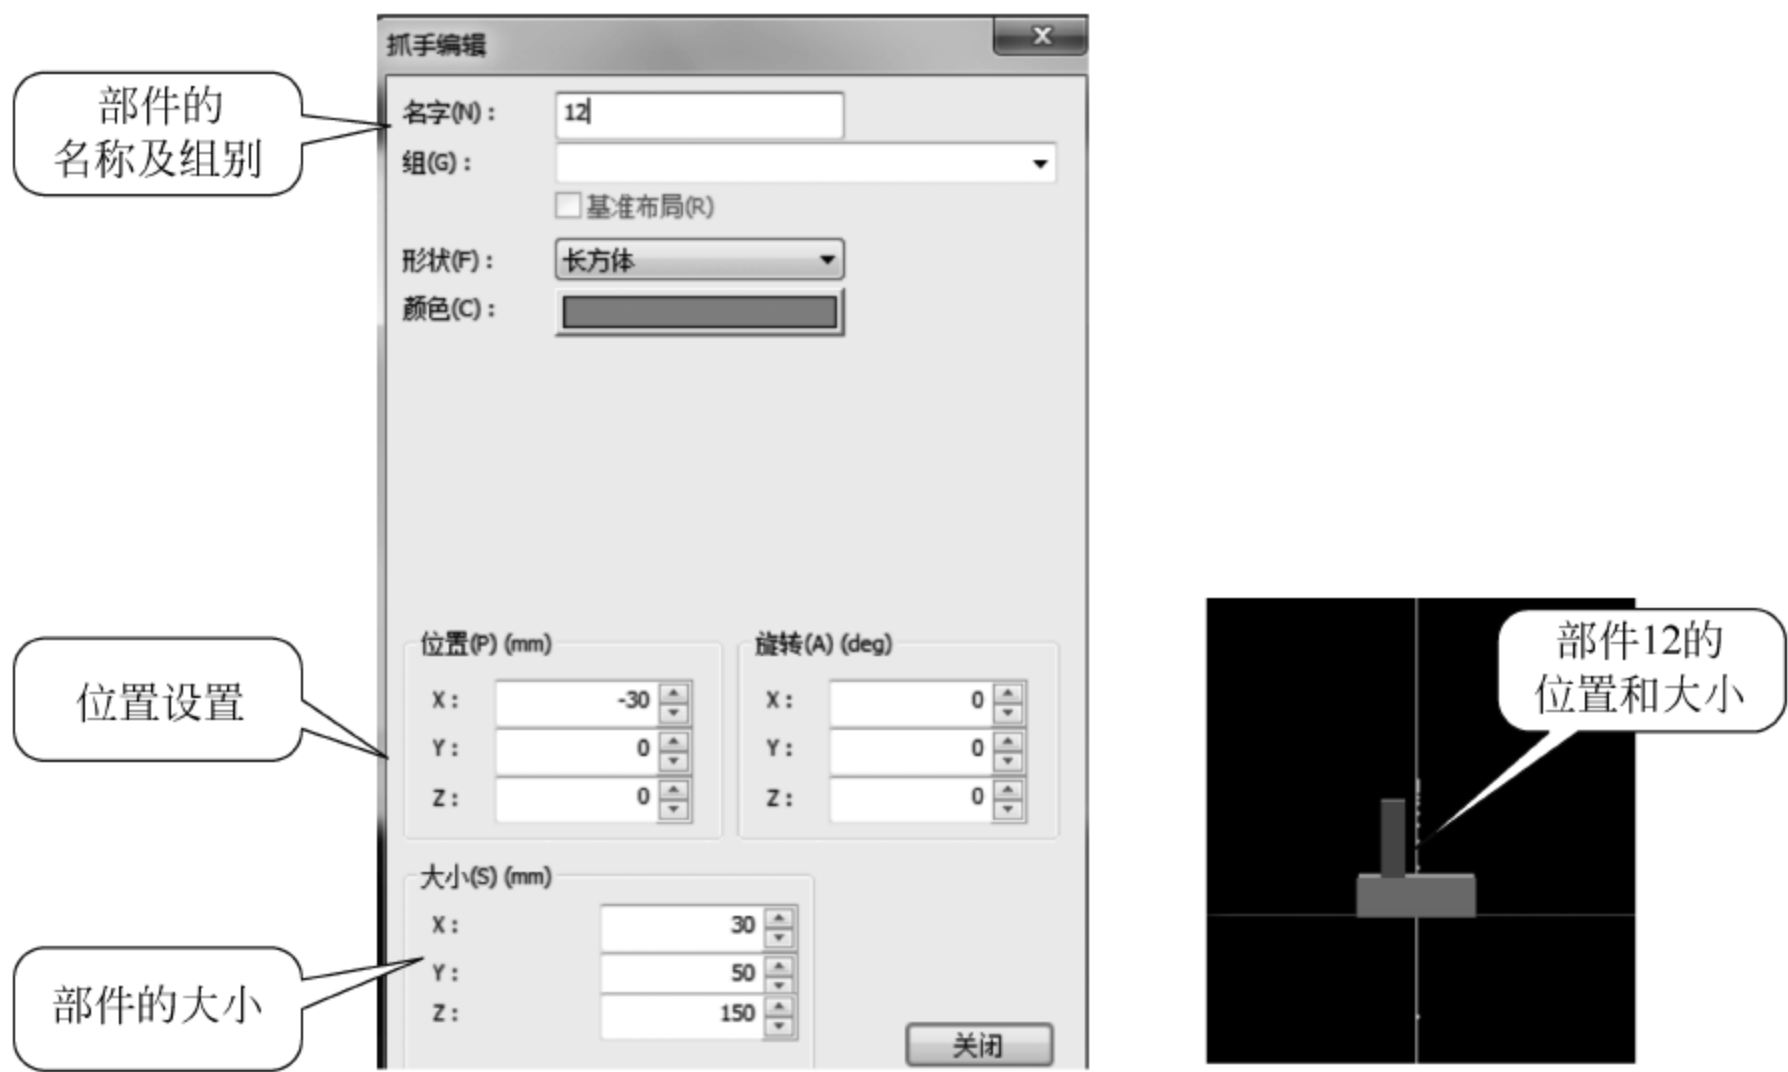 抓手编辑
部件的
名称及组别
名字(N)： 12
组(G)：
基准布局(R)
形状(F)： 长方体
颜色(C)：
位置设置
位置(P) (mm)
X： -30
Y： 0
Z： 0
旋转(A) (deg)
X： 0
Y： 0
Z： 0
部件12的
位置和大小
部件的大小
大小(S) (mm)
X： 30
Y： 50
Z： 150
关闭